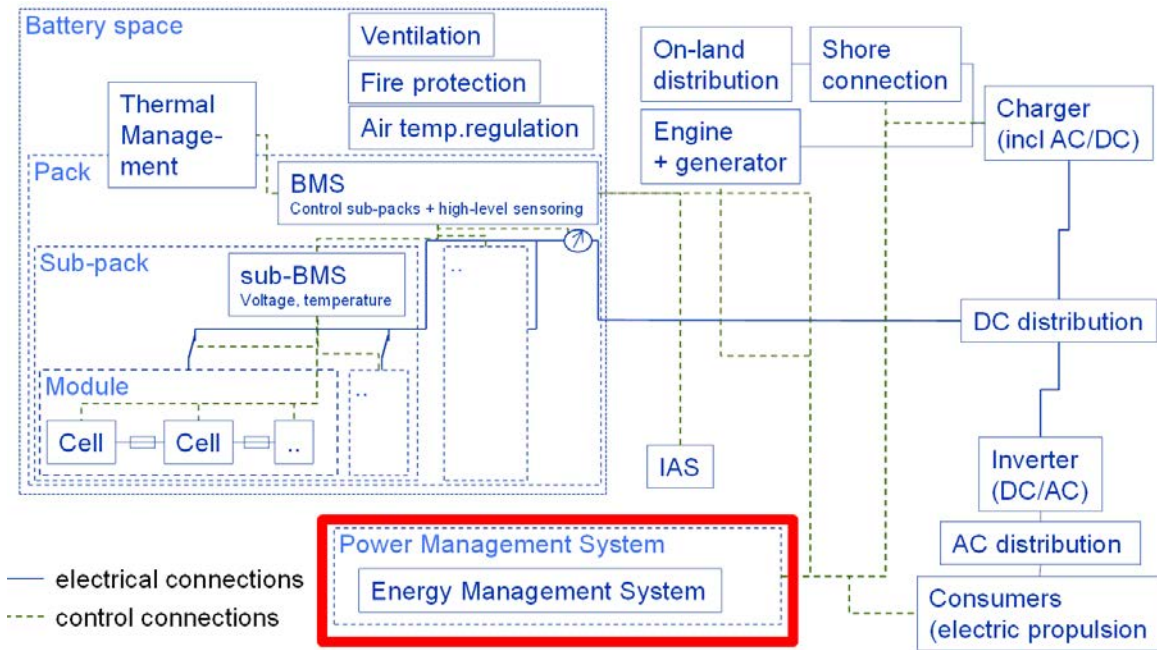 Battery space
Ventilation
Fire protection
Air temp.regulation
Thermal
Manage-
ment
Pack
BMS
Control sub-packs + high-level sensoring
Sub-pack
sub-BMS
Voltage, temperature
..
Module
..
Cell
Cell
..
On-land
distribution
Shore
connection
Engine
+ generator
Charger
(incl AC/DC)
DC distribution
IAS
Inverter
(DC/AC)
AC distribution
Consumers
(electric propulsion
Power Management System
Energy Management System
electrical connections
control connections